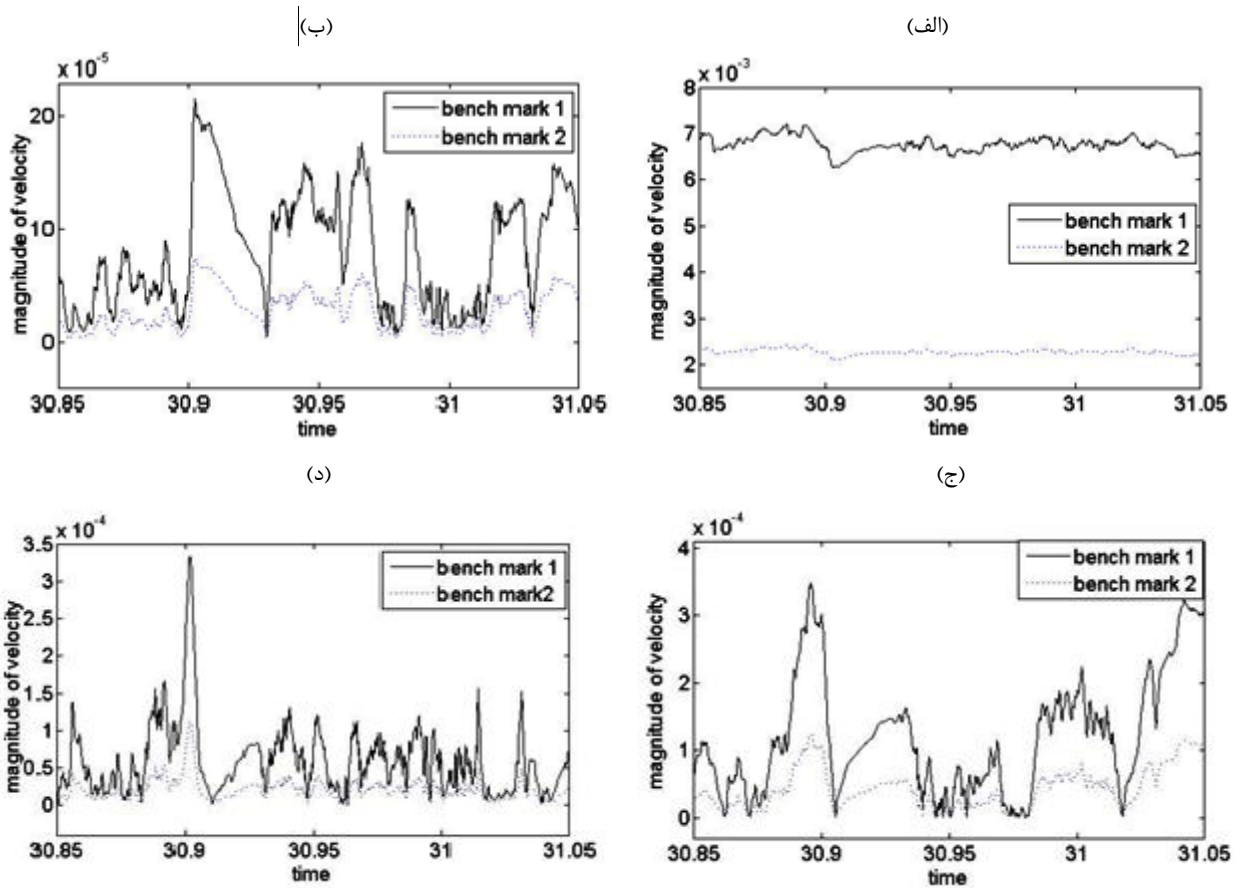 (الف)
x 10⁻³
8
7
6
5
4
3
2
magnitude of velocity
bench mark 1
bench mark 2
30.85 30.9 30.95 31 31.05
time
(ب)
x 10⁻⁵
20
10
0
magnitude of velocity
bench mark 1
bench mark 2
30.85 30.9 30.95 31 31.05
time
(ج)
x 10⁻⁴
4
3
2
1
0
magnitude of velocity
bench mark 1
bench mark 2
30.85 30.9 30.95 31 31.05
time
(د)
x 10⁻⁴
3.5
3
2.5
2
1.5
1
0.5
0
magnitude of velocity
bench mark 1
bench mark2
30.85 30.9 30.95 31 31.05
time